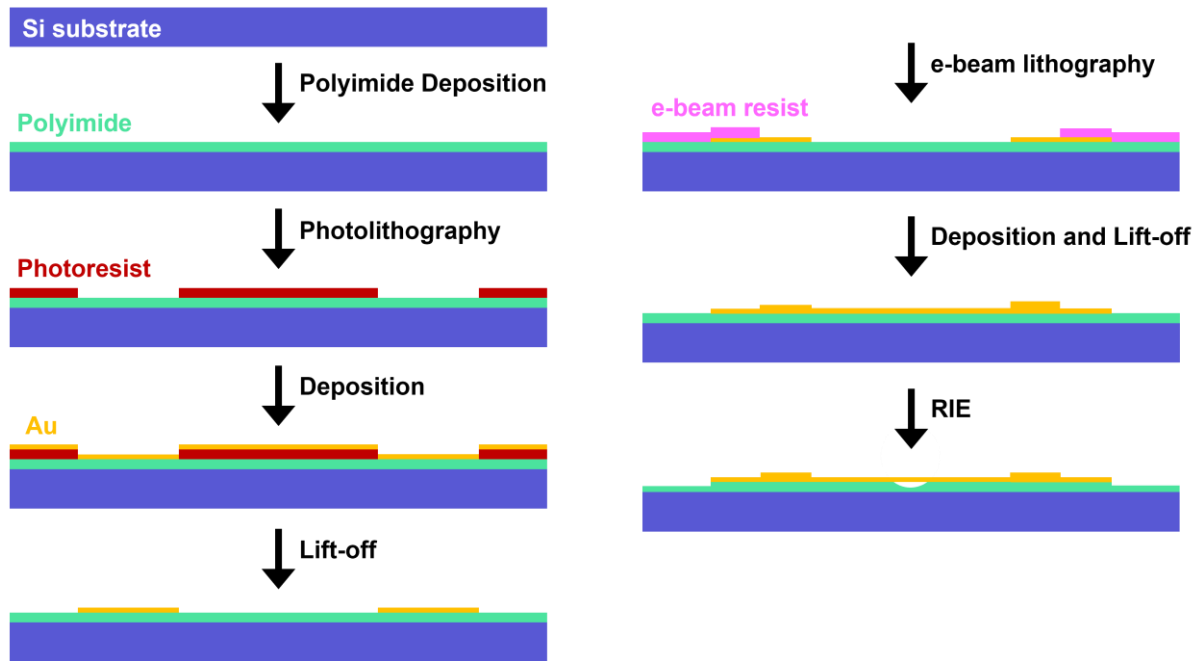 Si substrate
Polyimide Deposition
Polyimide
Photolithography
Photoresist
Deposition
Au
Lift-off
e-beam lithography
e-beam resist
Deposition and Lift-off
RIE